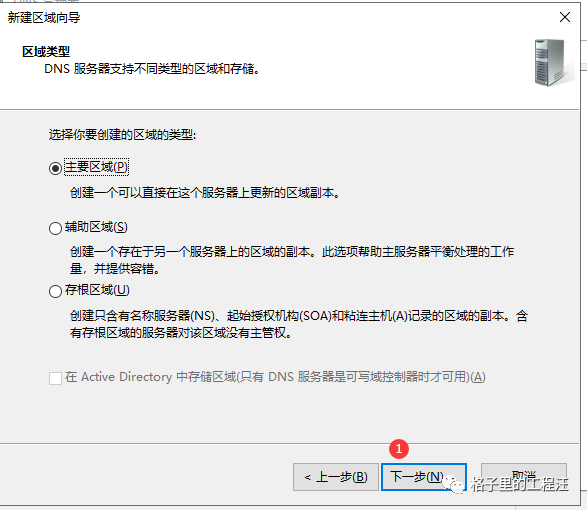 新建区域向导
区域类型
DNS 服务器支持不同类型的区域和存储。
选择你要创建的区域的类型:
主要区域(P)
创建一个可以直接在这个服务器上更新的区域副本。
辅助区域(S)
创建一个存在于另一个服务器上的区域的副本。此选项帮助主服务器平衡处理的工作
量，并提供容错。
存根区域(U)
创建只含有名称服务器(NS)、起始授权机构(SOA)和粘连主机(A)记录的区域的副本。含
有存根区域的服务器对该区域没有主管权。
在 Active Directory 中存储区域(只有 DNS 服务器是可写域控制器时才可用)(A)
1
< 上一步(B) 下一步(N) 取消
格子里的工程汪